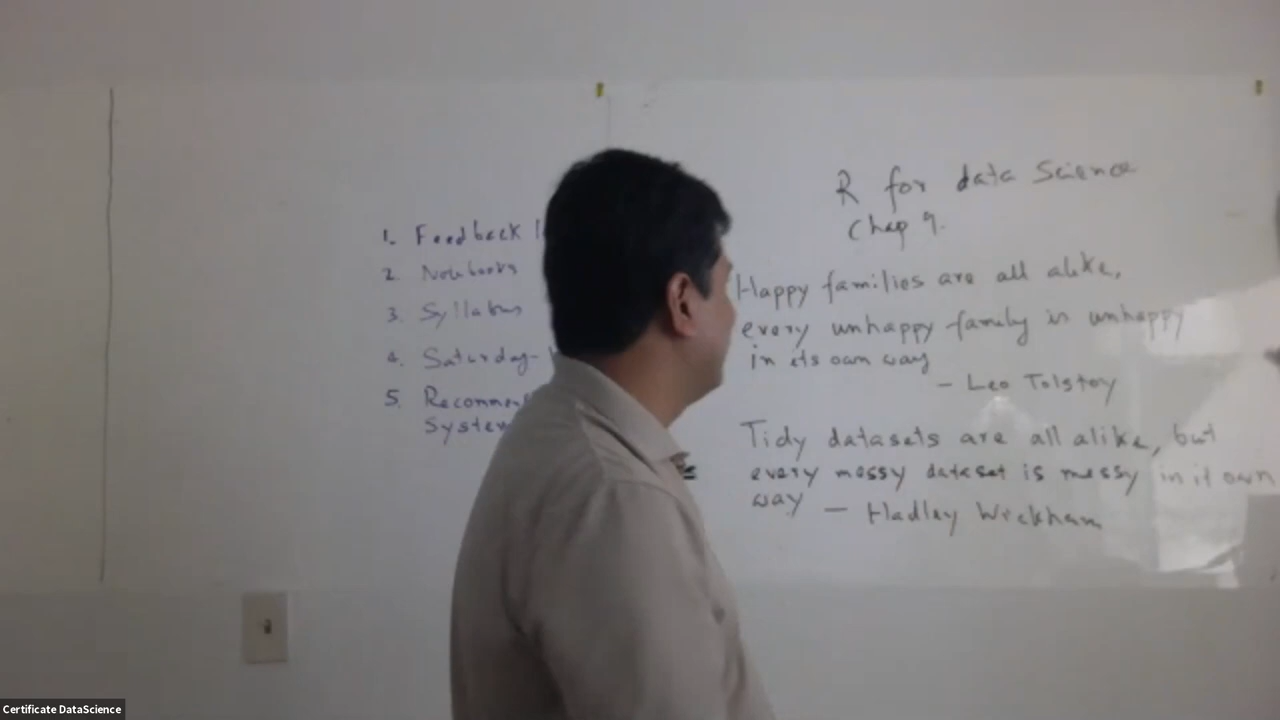 1. Feedback
2. Notebooks
3. Syllabus
4. Saturday-
5. Recommen
System
R for data Science
Chap 9.
Happy families are all alike,
every unhappy family is unhappy
in its own way
- Leo Tolstoy
Tidy datasets are all alike, but
every messy dataset is messy in it own
way - Hadley Wickham
Certificate DataScience